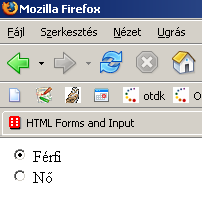 Mozilla Firefox
Fájl Szerkesztés Nézet Ugrás
otdk O
HTML Forms and Input
Férfi
Nő